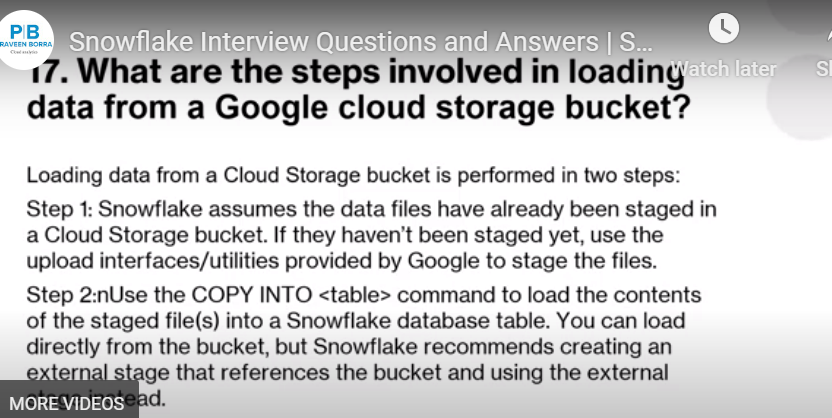 P|B
RAVEEN BORRA
Cloud analytics
Snowflake Interview Questions and Answers | S...
Watch later
17. What are the steps involved in loading
data from a Google cloud storage bucket?
Loading data from a Cloud Storage bucket is performed in two steps:
Step 1: Snowflake assumes the data files have already been staged in
a Cloud Storage bucket. If they haven't been staged yet, use the
upload interfaces/utilities provided by Google to stage the files.
Step 2:nUse the COPY INTO <table> command to load the contents
of the staged file(s) into a Snowflake database table. You can load
directly from the bucket, but Snowflake recommends creating an
external stage that references the bucket and using the external
stage instead.
MORE VIDEOS